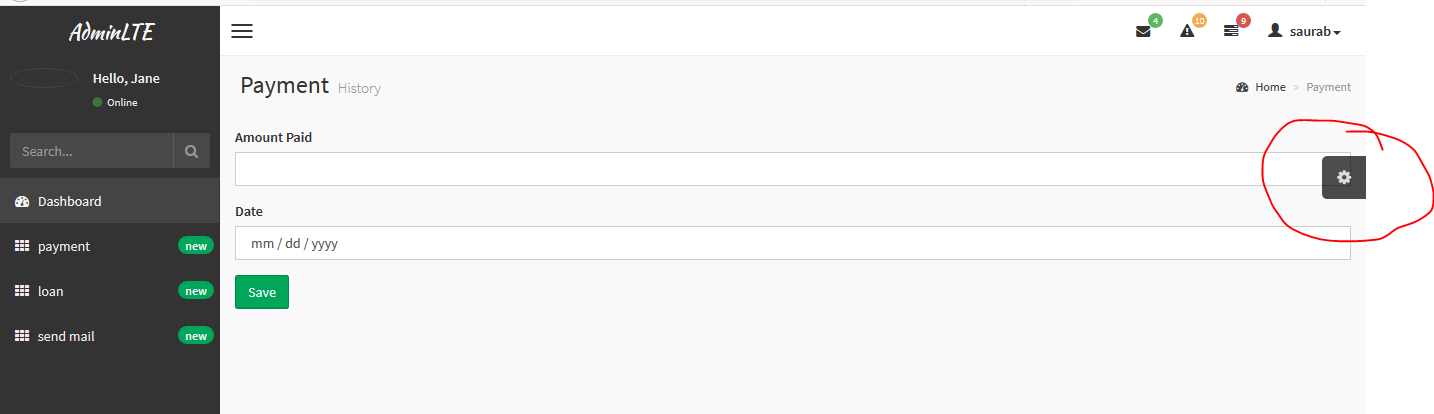 AdminLTE
4
10
9
saurab
Hello, Jane
Online
Payment History
Home > Payment
Search...
Amount Paid
Dashboard
Date
payment new
mm / dd / yyyy
loan new
Save
send mail new